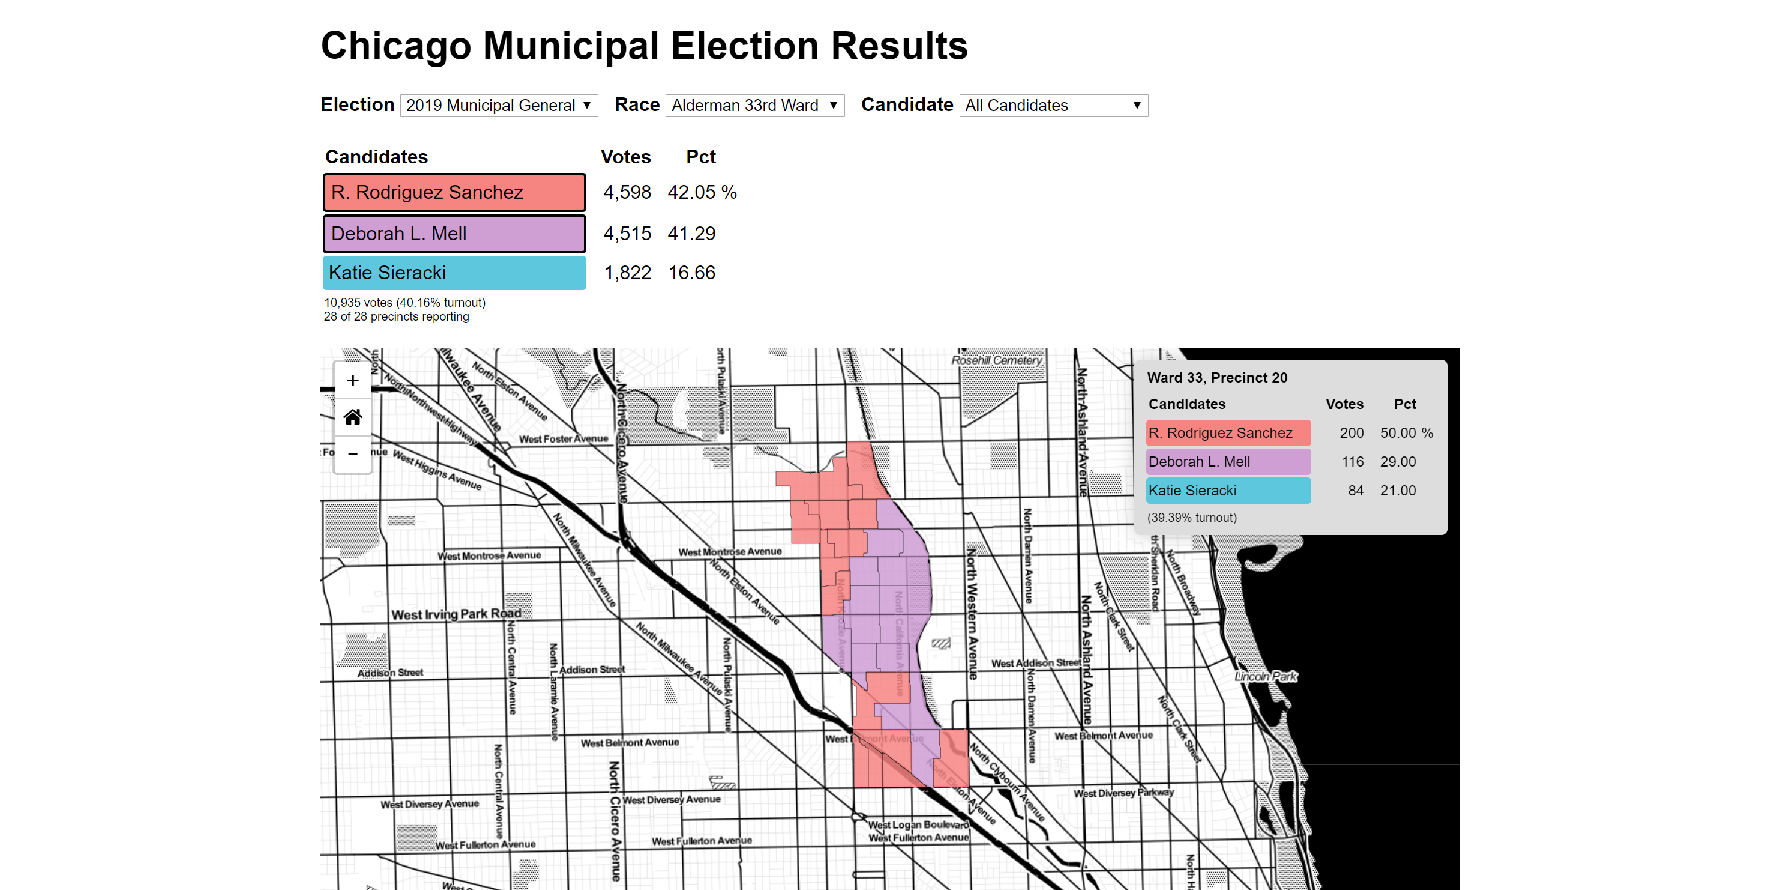 Chicago Municipal Election Results
Election 2019 Municipal General ▼ Race Alderman 33rd Ward ▼ Candidate All Candidates ▼
Candidates Votes Pct
R. Rodriguez Sanchez 4,598 42.05 %
Deborah L. Mell 4,515 41.29
Katie Sieracki 1,822 16.66
10,935 votes (40.16% turnout)
28 of 28 precincts reporting
+
−
Ward 33, Precinct 20
Candidates Votes Pct
R. Rodriguez Sanchez 200 50.00 %
Deborah L. Mell 116 29.00
Katie Sieracki 84 21.00
(39.39% turnout)
Rosehill Cemetery
Milwaukee Avenue
North Elston Avenue
North Northwest Highway
North Cicero Avenue
North Pulaski Avenue
North Ashland Avenue
West Foster Avenue
West Higgins Avenue
North Milwaukee Avenue
West Montrose Avenue
West Montrose Avenue
North Elston Avenue
North Western Avenue
North Damen Avenue
North Clark Street
North Sheridan Road
North Broadway
West Irving Park Road
North Central Avenue
North Laramie Avenue
Addison Street
Addison Street
North Milwaukee Avenue
North Pulaski Avenue
North California Avenue
West Addison Street
North Ashland Avenue
North Damen Avenue
North Clark Street
Lincoln Park
West Belmont Avenue
West Belmont Avenue
West Belmont Avenue
North Central Avenue
North Cicero Avenue
North Clybourn Avenue
North Elston Avenue
West Diversey Avenue
West Diversey Avenue
West Diversey Parkway
West Logan Boulevard
West Fullerton Avenue
West Fullerton Avenue
West Fullerton Avenue